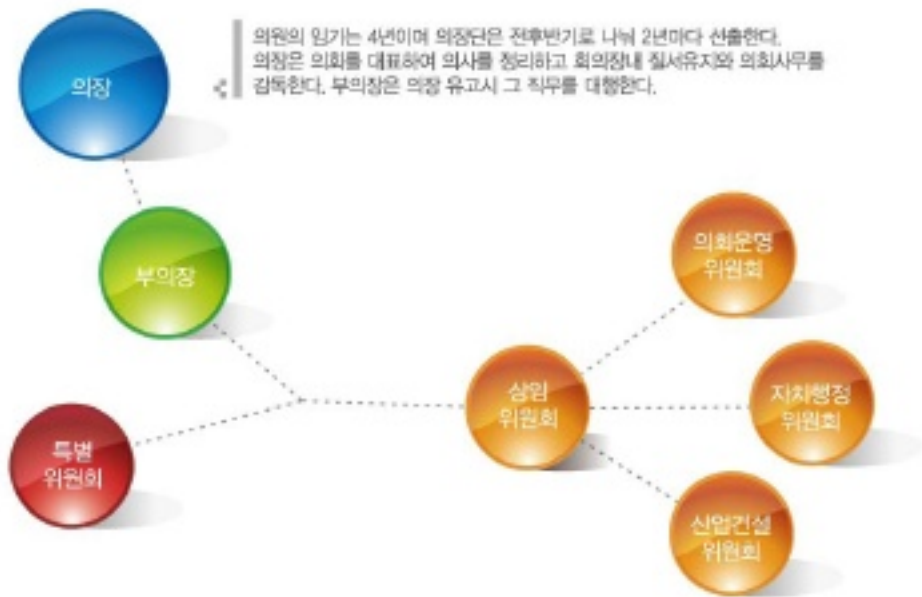 의원의 임기는 4년이며 의장단은 전후반기로 나눠 2년마다 선출한다.
의장은 의회를 대표하여 의사를 정리하고 회의장내 질서유지와 의회사무를
감독한다. 부의장은 의장 유고시 그 직무를 대행한다.
의장
부의장
의회운영
위원회
상임
위원회
자치행정
위원회
특별
위원회
산업건설
위원회